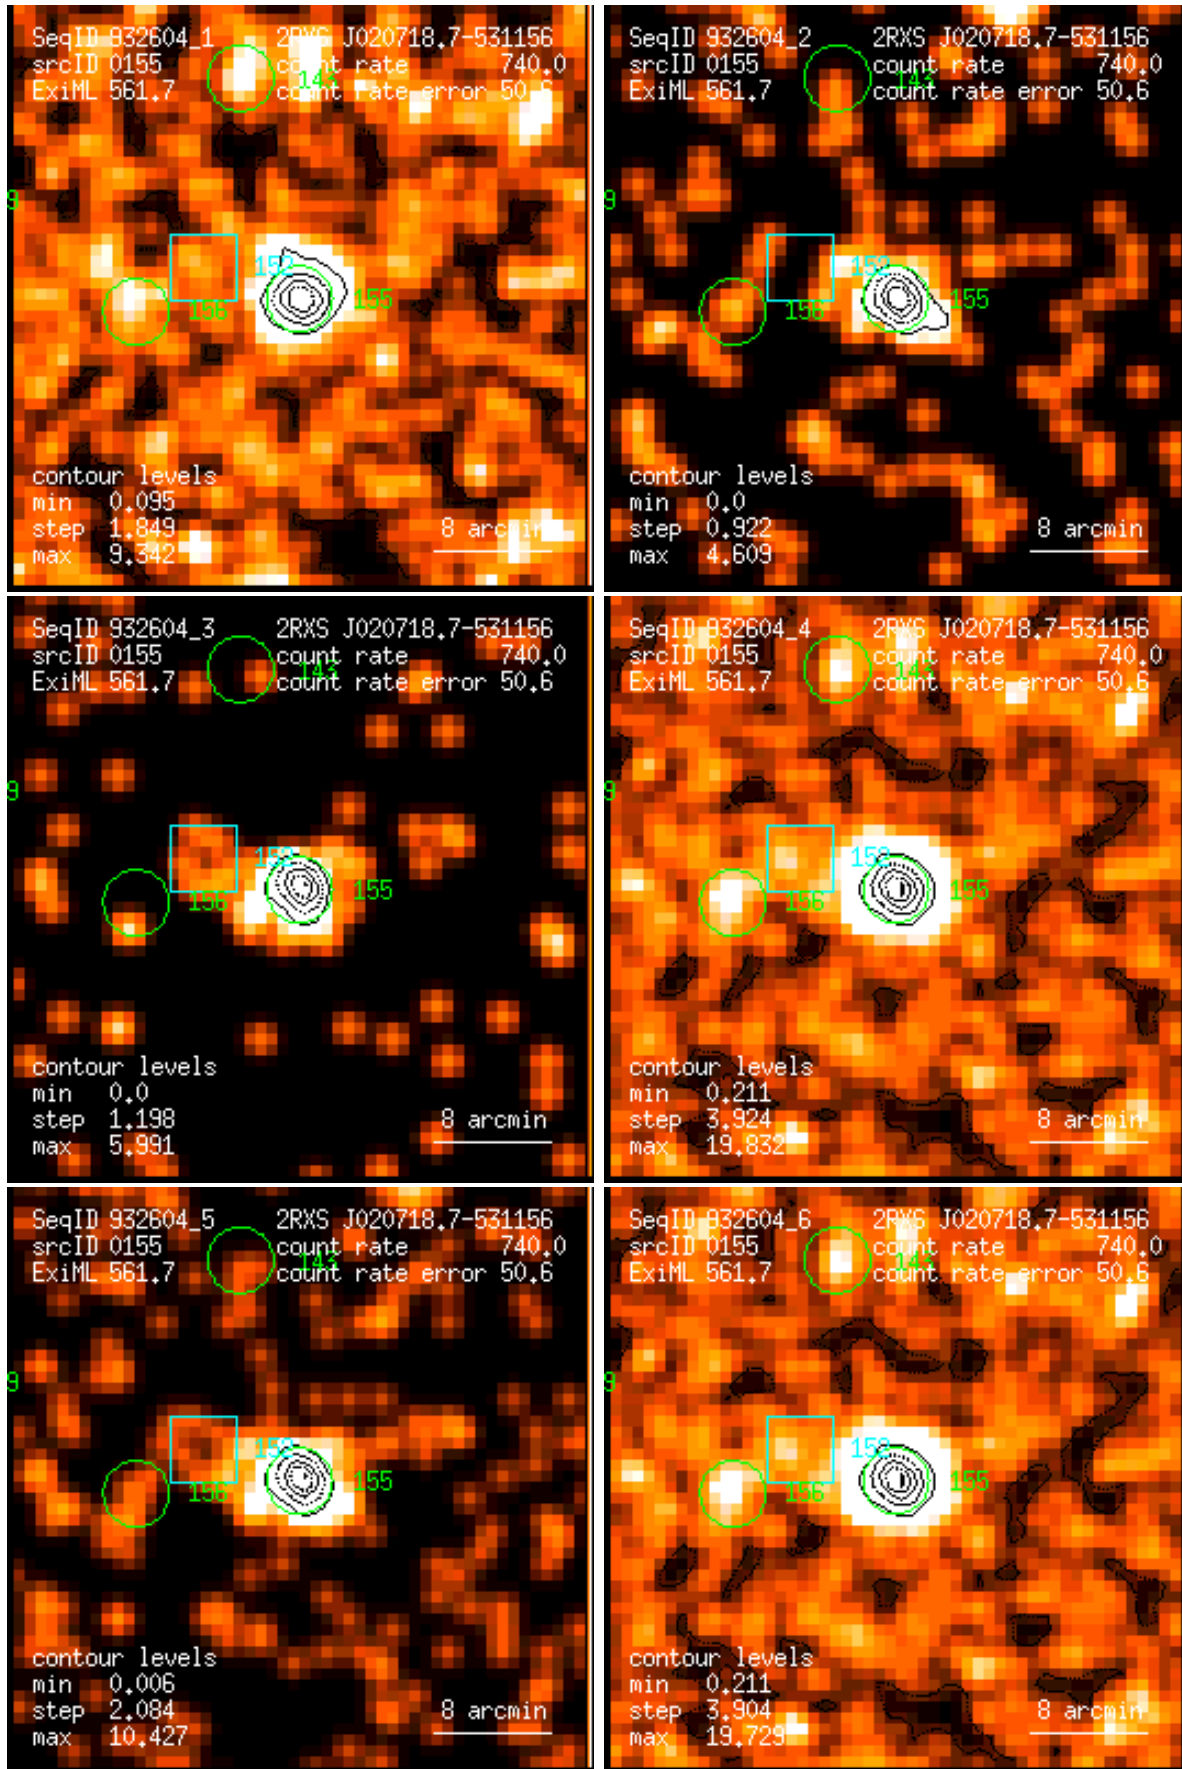 SeqID 932604_1 2RXS J020718.7-531156
srcID 0155 count rate 740.0
ExiML 561.7 count rate error 50.6
143
9
152
156 155
contour levels
min 0.095
step 1.849 8 arcmin
max 9.342
SeqID 932604_2 2RXS J020718.7-531156
srcID 0155 count rate 740.0
ExiML 561.7 count rate error 50.6
143
9
152
156 155
contour levels
min 0.0
step 0.922 8 arcmin
max 4.609
SeqID 932604_3 2RXS J020718.7-531156
srcID 0155 count rate 740.0
ExiML 561.7 count rate error 50.6
143
9
152
156 155
contour levels
min 0.0
step 1.198 8 arcmin
max 5.991
SeqID 932604_4 2RXS J020718.7-531156
srcID 0155 count rate 740.0
ExiML 561.7 count rate error 50.6
143
9
152
156 155
contour levels
min 0.211
step 3.924 8 arcmin
max 19.832
SeqID 932604_5 2RXS J020718.7-531156
srcID 0155 count rate 740.0
ExiML 561.7 count rate error 50.6
143
9
152
156 155
contour levels
min 0.006
step 2.084 8 arcmin
max 10.427
SeqID 932604_6 2RXS J020718.7-531156
srcID 0155 count rate 740.0
ExiML 561.7 count rate error 50.6
143
9
152
156 155
contour levels
min 0.211
step 3.904 8 arcmin
max 19.729